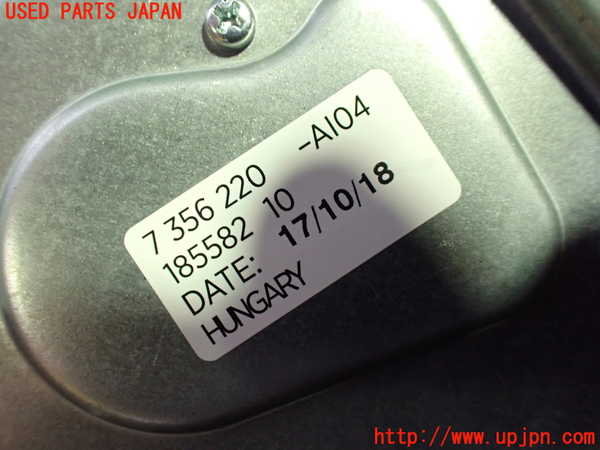 USED PARTS JAPAN
7 356 220 -AI04
185582 10
DATE: 17/10/18
HUNGARY
http://www.upjpn.com/